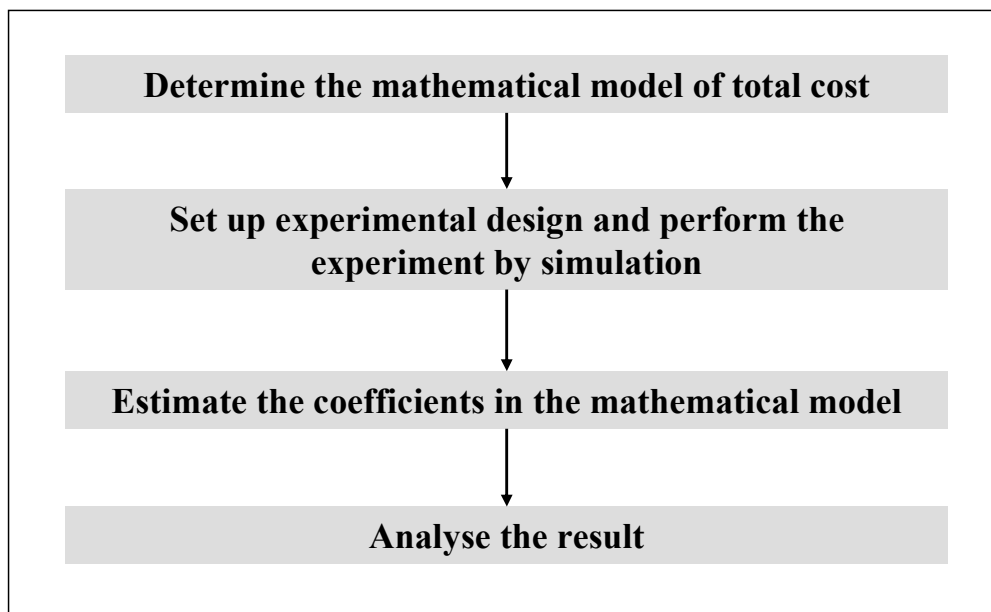 Determine the mathematical model of total cost
Set up experimental design and perform the
experiment by simulation
Estimate the coefficients in the mathematical model
Analyse the result